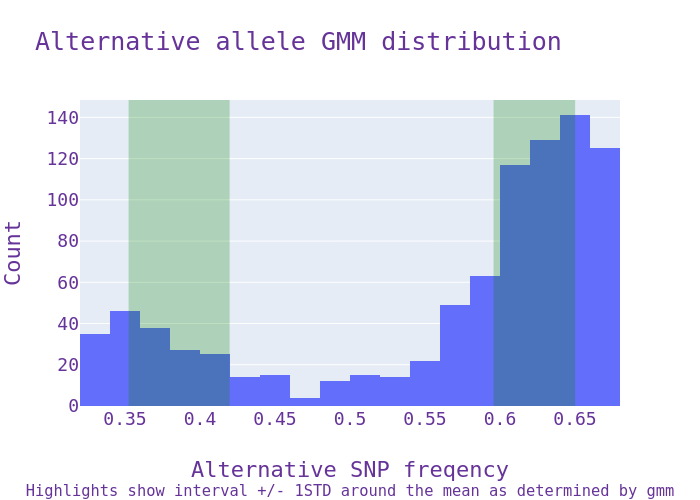 Alternative allele GMM distribution
Count
140
120
100
80
60
40
20
0
0.35 0.4 0.45 0.5 0.55 0.6 0.65
Alternative SNP freqency
Highlights show interval +/- 1STD around the mean as determined by gmm